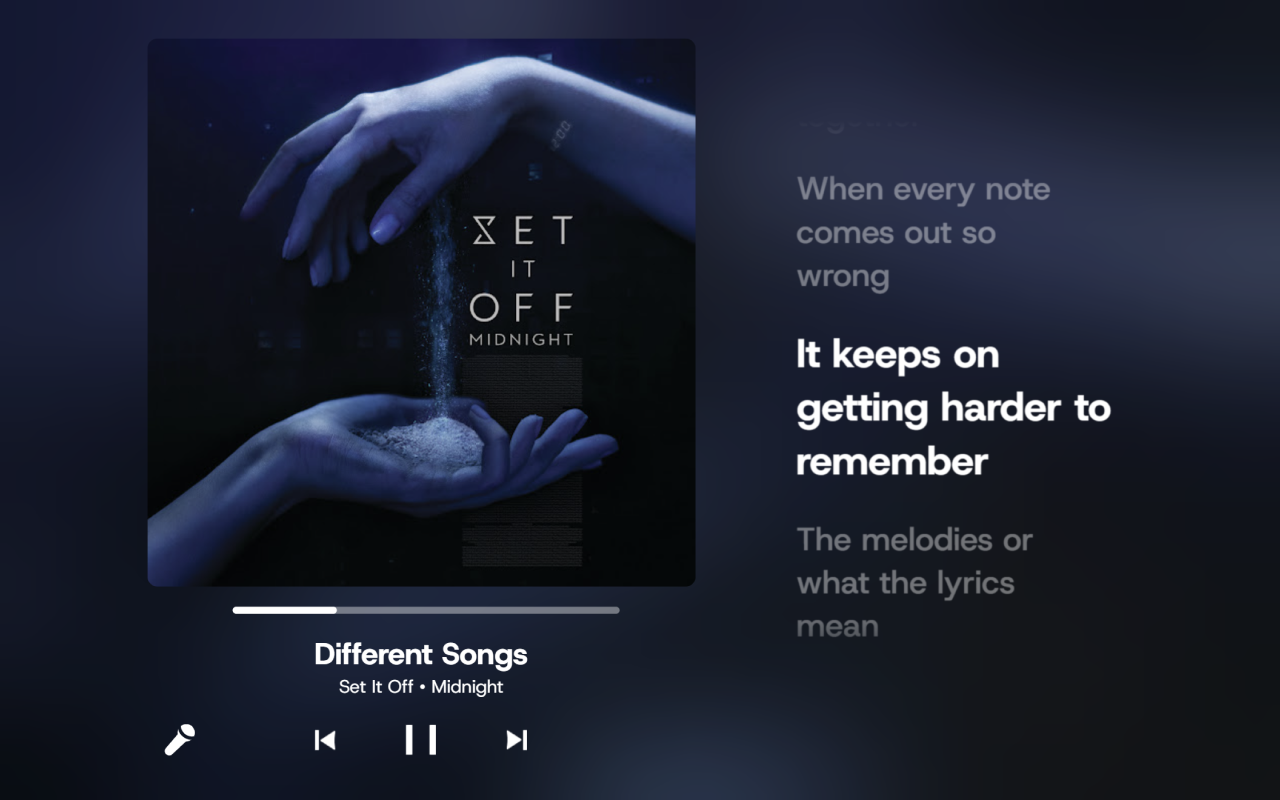 SET
IT
OFF
MIDNIGHT
Different Songs
Set It Off • Midnight
When every note
comes out so
wrong
It keeps on
getting harder to
remember
The melodies or
what the lyrics
mean